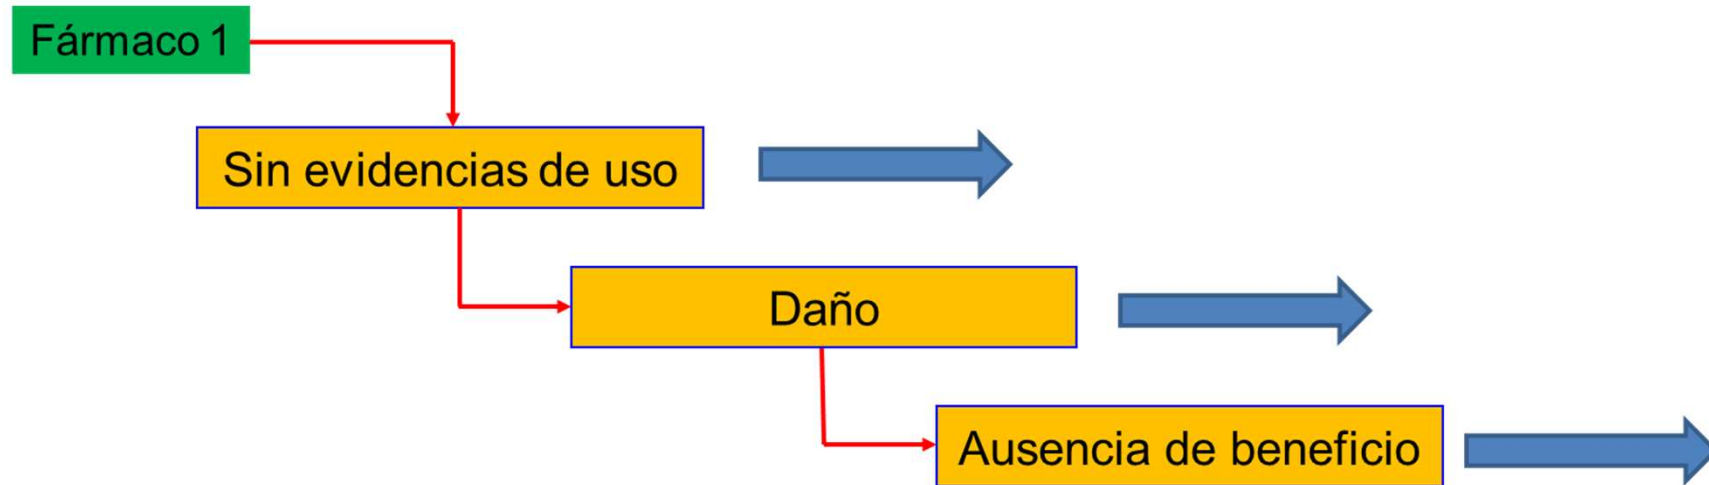 Fármaco 1
Sin evidencias de uso
Daño
Ausencia de beneficio